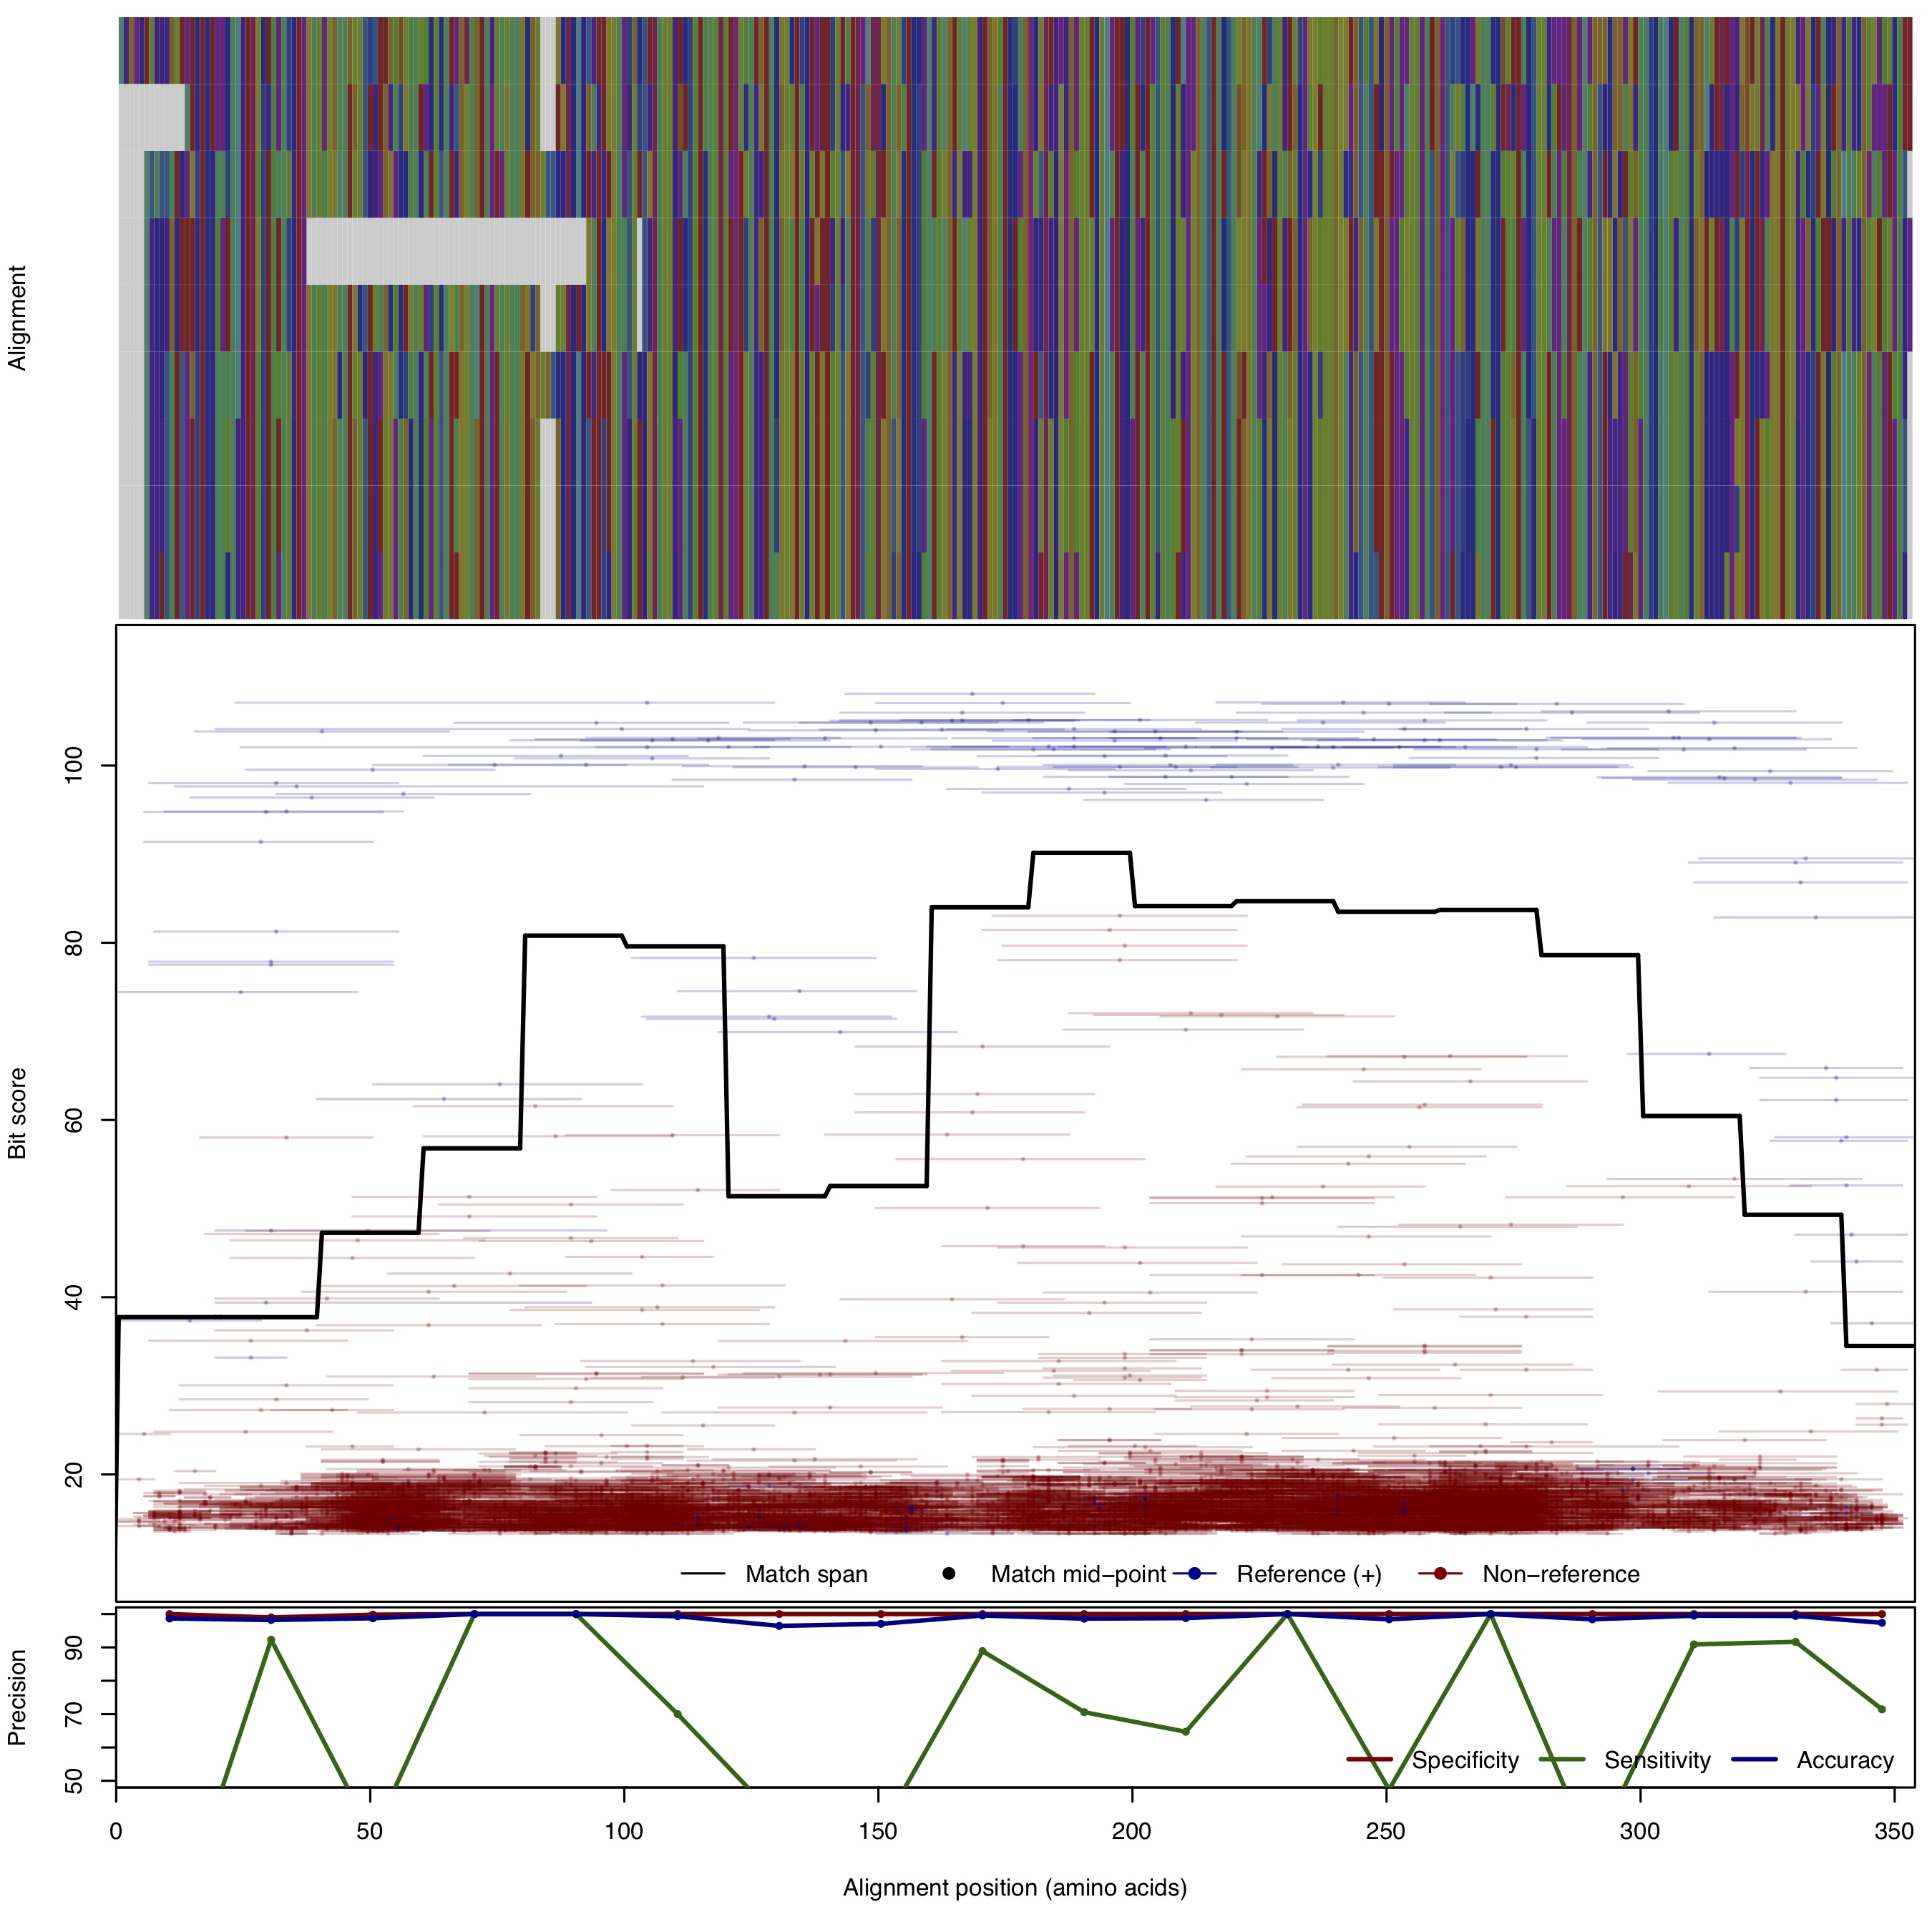 Alignment
Bit score
100
80
60
40
20
Match span Match mid−point Reference (+) Non−reference
Precision
90
70
50
Specificity Sensitivity Accuracy
0 50 100 150 200 250 300 350
Alignment position (amino acids)